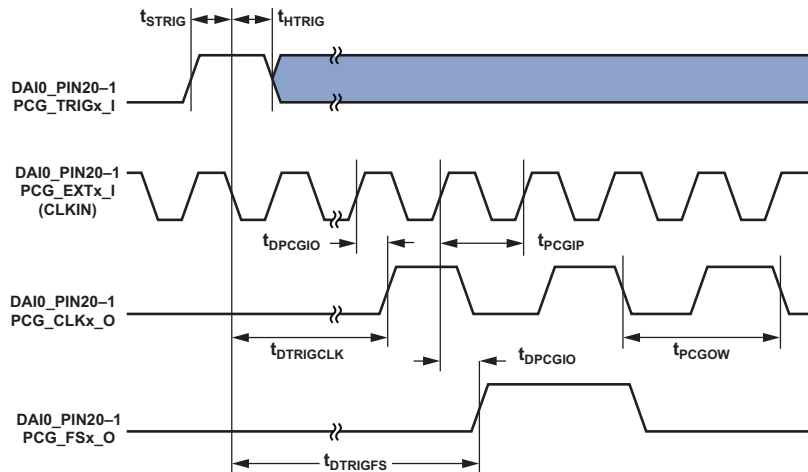 tSTRIG
tHTRIG
DAI0_PIN20–1
PCG_TRIGx_I
DAI0_PIN20–1
PCG_EXTx_I
(CLKIN)
tDPCGIO
tPCGIP
DAI0_PIN20–1
PCG_CLKx_O
tDTRIGCLK
tDPCGIO
tPCGOW
DAI0_PIN20–1
PCG_FSx_O
tDTRIGFS